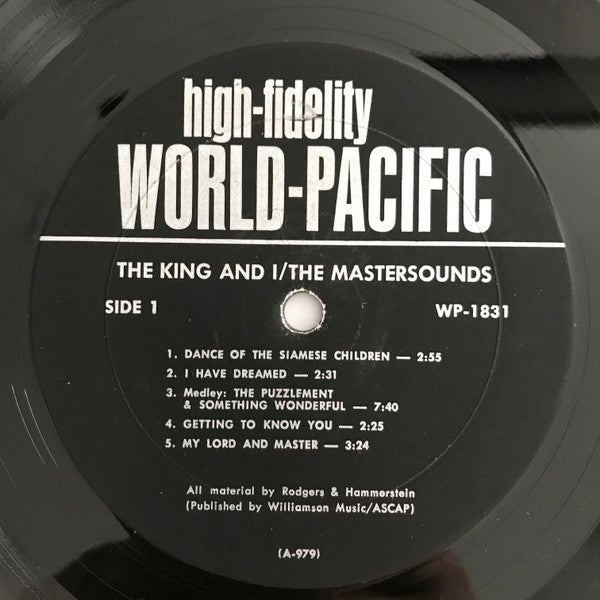 high-fidelity
WORLD-PACIFIC
THE KING AND I/THE MASTERSOUNDS
SIDE 1 WP-1831
1. DANCE OF THE SIAMESE CHILDREN — 2:55
2. I HAVE DREAMED — 2:31
3. Medley: THE PUZZLEMENT
& SOMETHING WONDERFUL — 7:40
4. GETTING TO KNOW YOU — 2:25
5. MY LORD AND MASTER — 3:24
All material by Rodgers & Hammerstein
(Published by Williamson Music/ASCAP)
(A-979)